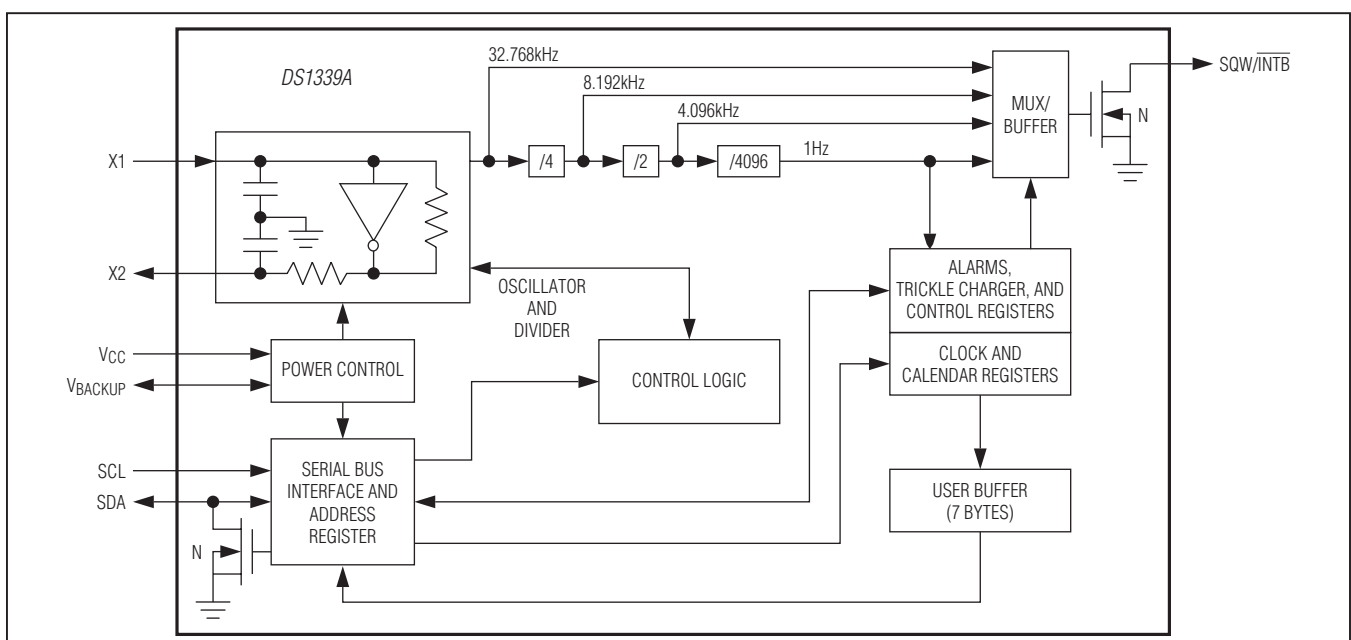 DS1339A
32.768kHz
8.192kHz
4.096kHz
1Hz
/4
/2
/4096
MUX/
BUFFER
N
SQW/INTB
X1
X2
OSCILLATOR
AND
DIVIDER
ALARMS,
TRICKLE CHARGER, AND
CONTROL REGISTERS
CLOCK AND
CALENDAR REGISTERS
VCC
VBACKUP
POWER CONTROL
CONTROL LOGIC
SCL
SDA
SERIAL BUS
INTERFACE AND
ADDRESS
REGISTER
USER BUFFER
(7 BYTES)
N